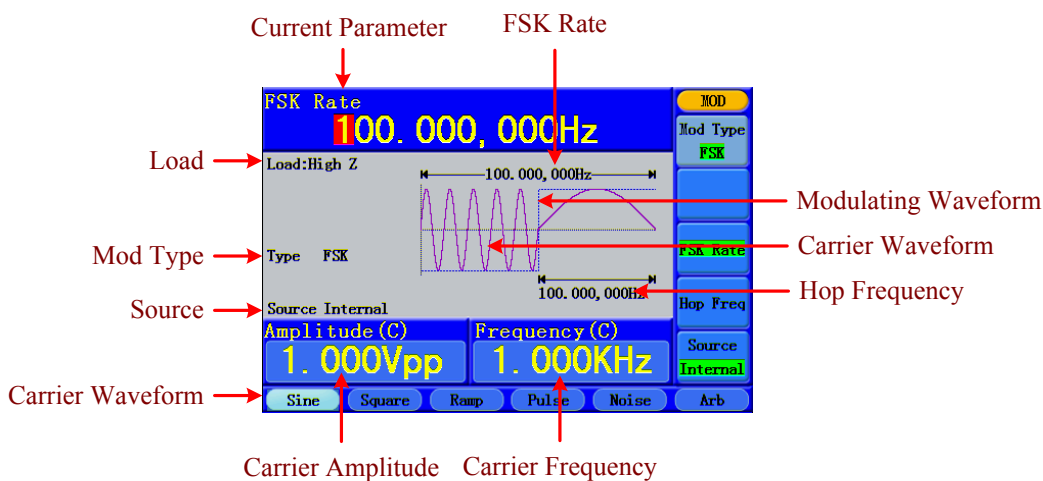 Current Parameter
FSK Rate
FSK Rate
100.000,000Hz
MOD
Mod Type
FSK
Load
Load:High Z
100.000,000Hz
Modulating Waveform
Carrier Waveform
FSK Rate
Mod Type
Type FSK
Hop Frequency
100.000,000Hz
Hop Freq
Source
Source Internal
Amplitude(C)
1.000Vpp
Frequency(C)
1.000KHz
Source
Internal
Carrier Waveform
Sine
Square
Ramp
Pulse
Noise
Arb
Carrier Amplitude
Carrier Frequency